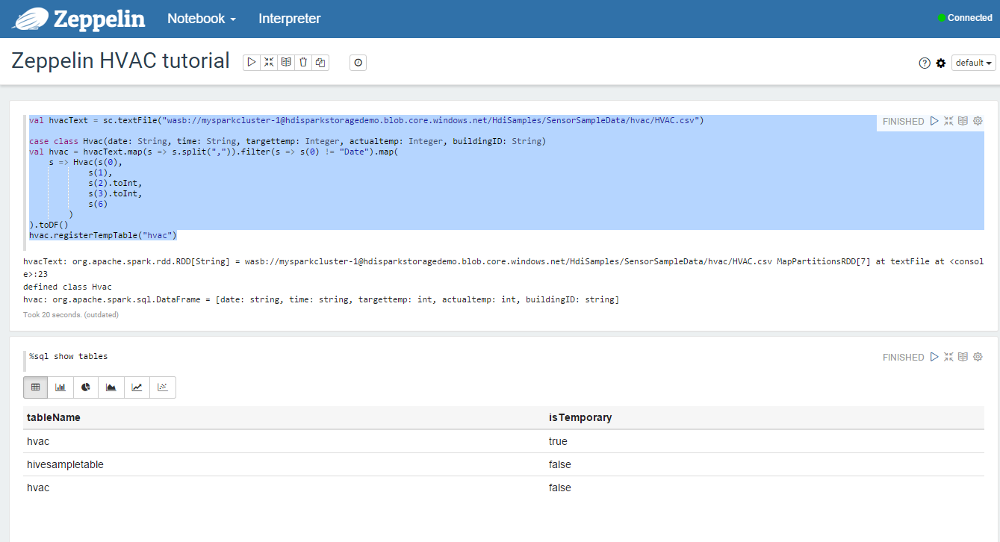 Zeppelin Notebook Interpreter Connected
Zeppelin HVAC tutorial default
val hvacText = sc.textFile("wasb://mysparkcluster-1@hdisparkstoragedemo.blob.core.windows.net/HdiSamples/SensorSampleData/hvac/HVAC.csv")
FINISHED
case class Hvac(date: String, time: String, targettemp: Integer, actualtemp: Integer, buildingID: String)
val hvac = hvacText.map(s => s.split(",")).filter(s => s(0) != "Date").map(
s => Hvac(s(0),
s(1),
s(2).toInt,
s(3).toInt,
s(6)
)
).toDF()
hvac.registerTempTable("hvac")
hvacText: org.apache.spark.rdd.RDD[String] = wasb://mysparkcluster-1@hdisparkstoragedemo.blob.core.windows.net/HdiSamples/SensorSampleData/hvac/HVAC.csv MapPartitionsRDD[7] at textFile at <consol
e>:23
defined class Hvac
hvac: org.apache.spark.sql.DataFrame = [date: string, time: string, targettemp: int, actualtemp: int, buildingID: string]
Took 20 seconds. (outdated)
%sql show tables
FINISHED
tableName isTemporary
hvac true
hivesampletable false
hvac false